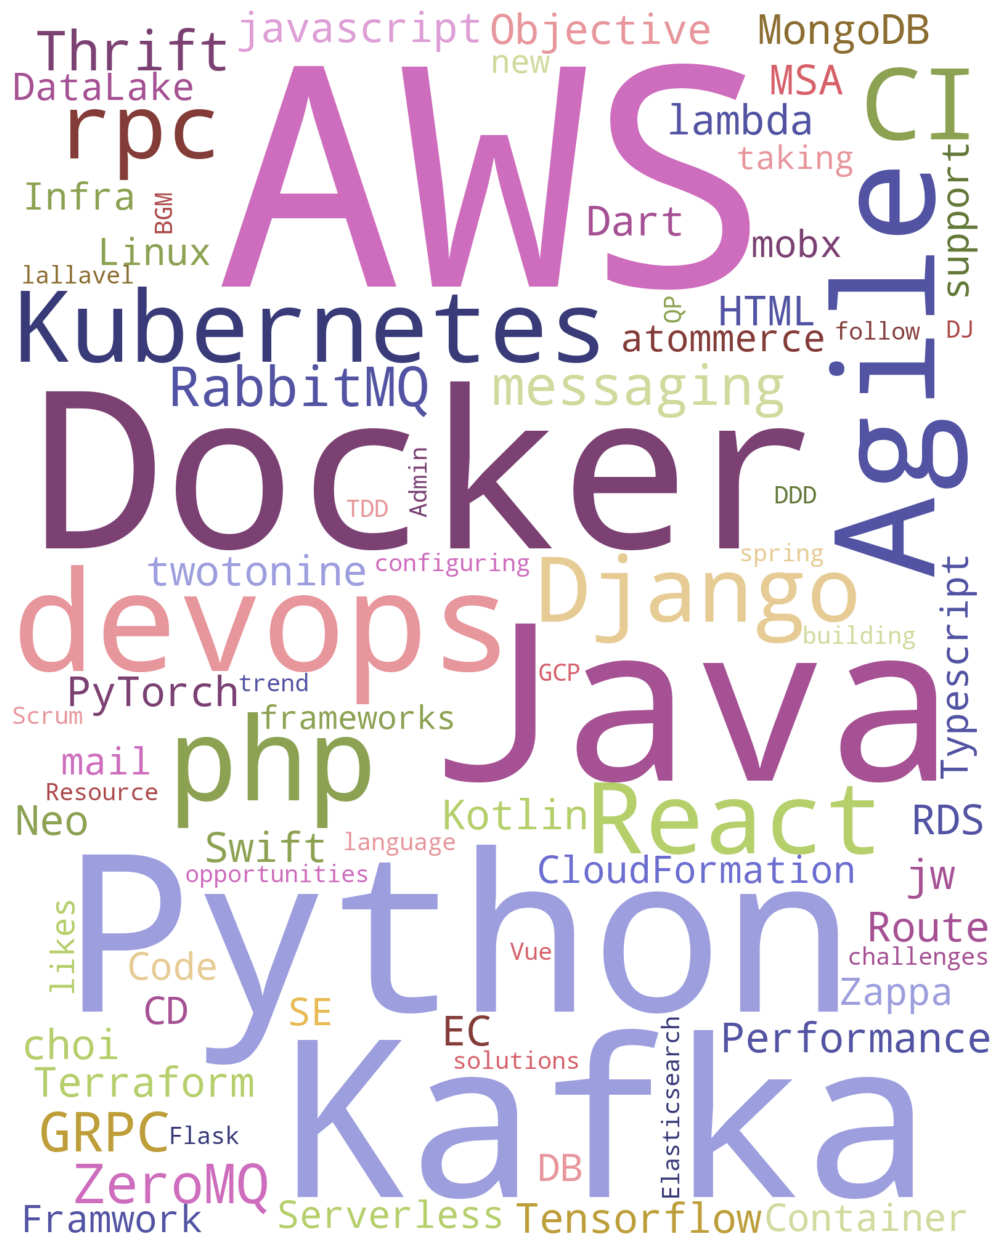 javascript
Objective
MongoDB
Thrift
new
DataLake
AWS
MSA
CI
rpc
lambda
taking
support
Infra
BGM
Dart
Agile
Linux
mobx
lallavel
Kubernetes
QP
HTML
atommerce
follow
DJ
RabbitMQ
messaging
Docker
Admin
TDD
DDD
twotonine
configuring
spring
Django
devops
building
Typescript
PyTorch
trend
GCP
Java
Scrum
frameworks
php
mail
Resource
Neo
Kotlin
React
RDS
Swift
language
opportunities
CloudFormation
jw
Python
likes
Route
Vue
challenges
Code
Zappa
CD
SE
EC
Performance
choi
solutions
Kafka
Elasticsearch
Terraform
GRPC
Flask
DB
ZeroMQ
Framwork
Serverless
Tensorflow
Container